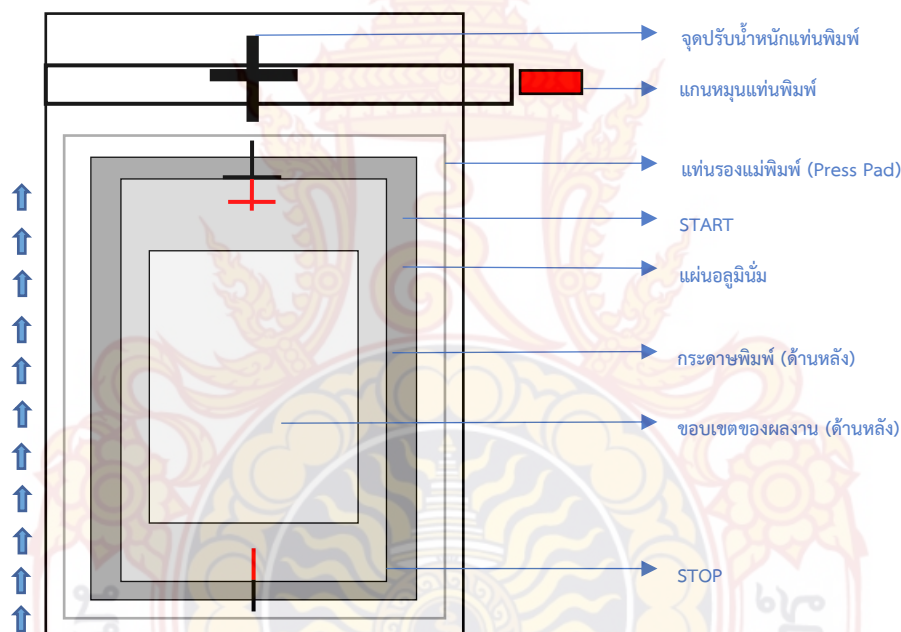 จุดปรับน้ำหนักแท่นพิมพ์
แกนหมุนแท่นพิมพ์
แท่นรองแม่พิมพ์ (Press Pad)
START
แผ่นอลูมินั่ม
กระดาษพิมพ์ (ด้านหลัง)
ขอบเขตของผลงาน (ด้านหลัง)
STOP